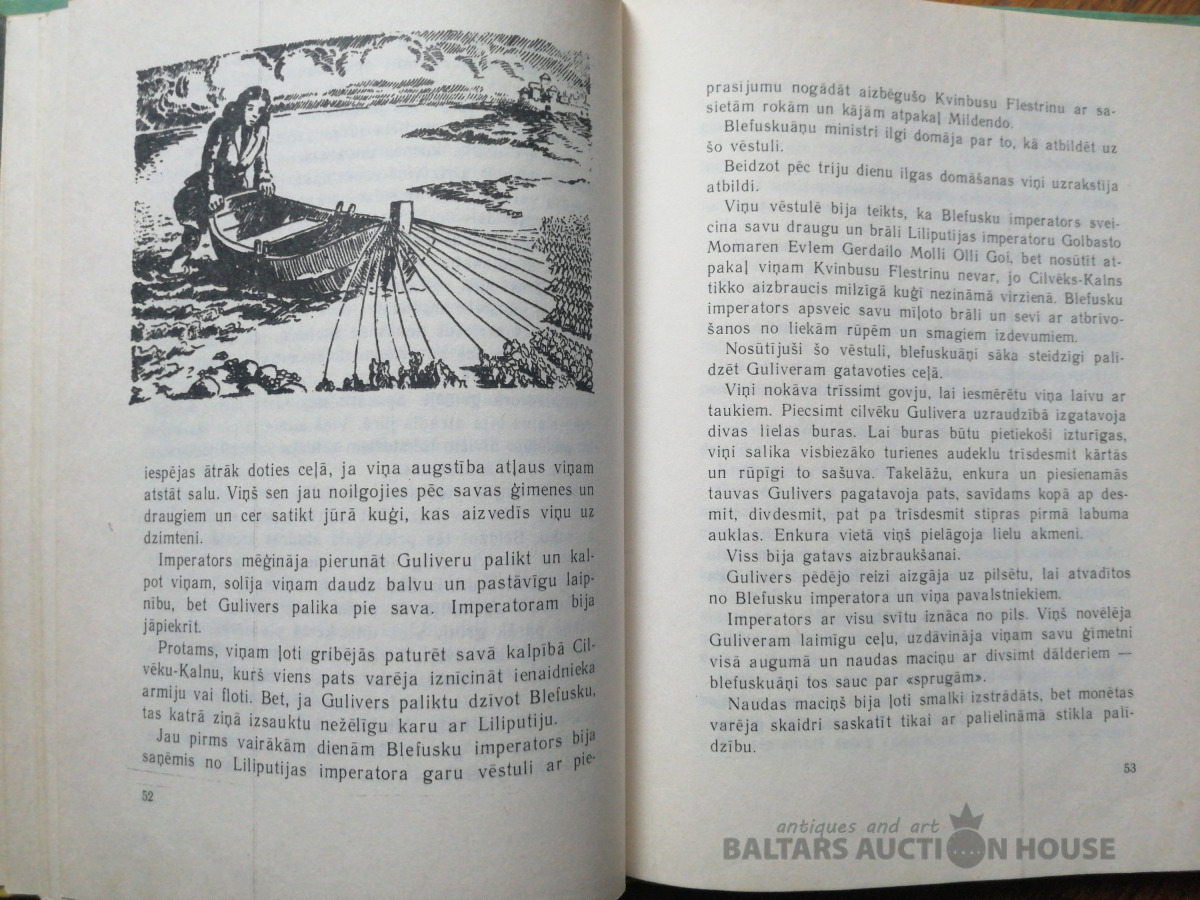 iespējas ātrāk doties ceļā, ja viņa augstība atļaus viņam
atstāt salu. Viņš sen jau noilgojies pēc savas ģimenes un
draugiem un cer satikt jūrā kuģi, kas aizvedīs viņu uz
dzimteni.
Imperators mēģināja pierunāt Guliveru palikt un kal-
pot viņam, solīja viņam daudz balvu un pastāvīgu laip-
nību, bet Gulivers palika pie sava. Imperatoram bija
jāpiekrīt.
Protams, viņam ļoti gribējās paturēt savā kalpībā Cil-
vēku-Kalnu, kurš viens pats varēja iznīcināt ienaidnieka
armiju vai floti. Bet, ja Gulivers paliktu dzīvot Blefusku,
tas katrā ziņā izsauktu nežēlīgu karu ar Liliputiju.
Jau pirms vairākām dienām Blefusku imperators bija
saņēmis no Liliputijas imperatora garu vēstuli ar pie-
52
prasījumu nogādāt aizbēgušo Kvinbusu Flestrinu ar sa-
sietām rokām un kājām atpakaļ Mildendo.
Blefuskuāņu ministri ilgi domāja par to, kā atbildēt uz
šo vēstuli.
Beidzot pēc triju dienu ilgas domāšanas viņi uzrakstīja
atbildi.
Viņu vēstulē bija teikts, ka Blefusku imperators svei-
cina savu draugu un brāli Liliputijas imperatoru Golbasto
Momaren Evlem Gerdailo Molli Olli Goi, bet nosūtīt at-
pakaļ viņam Kvinbusu Flestrinu nevar, jo Cilvēks-Kalns
tikko aizbraucis milzīgā kuģī nezināmā virzienā. Blefusku
imperators apsveic savu mīļoto brāli un sevi ar atbrīvo-
šanos no liekām rūpēm un smagiem izdevumiem.
Nosūtījuši šo vēstuli, blefuskuāņi sāka steidzīgi palī-
dzēt Guliveram gatavoties ceļā.
Viņi nokāva trīssimt govju, lai iesmērētu viņa laivu ar
taukiem. Piecsimt cilvēku Gulivera uzraudzībā izgatavoja
divas lielas buras. Lai buras būtu pietiekoši izturīgas,
viņi salika visbiezāko turienes audeklu trīsdesmit kārtās
un rūpīgi to sašuva. Takelāžu, enkura un piesienamās
tauvas Gulivers pagatavoja pats, savīdams kopā ap des-
mit, divdesmit, pat pa trīsdesmit stipras pirmā labuma
auklas. Enkura vietā viņš pielāgoja lielu akmeni.
Viss bija gatavs aizbraukšanai.
Gulivers pēdējo reizi aizgāja uz pilsētu, lai atvadītos
no Blefusku imperatora un viņa pavalstniekiem.
Imperators ar visu svītu iznāca no pils. Viņš novēlēja
Guliveram laimīgu ceļu, uzdāvināja viņam savu ģīmetni
visā augumā un naudas maciņu ar divsimt dālderiem —
blefuskuāņi tos sauc par «sprugām».
Naudas maciņš bija ļoti smalki izstrādāts, bet monētas
varēja skaidri saskatīt tikai ar palielināmā stikla palī-
dzību.
53
antiques and art
BALTARS AUCTION HOUSE